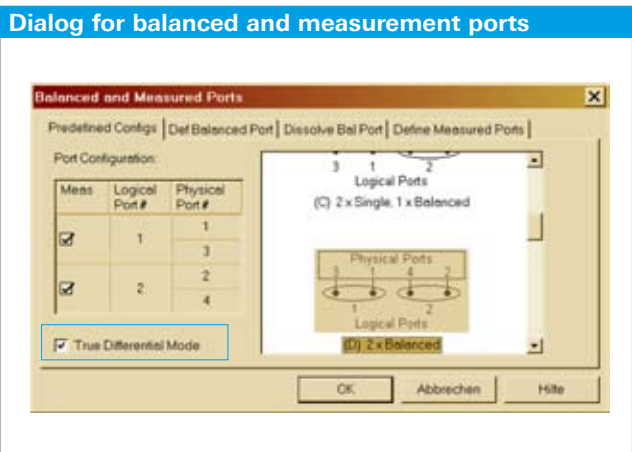 Dialog for balanced and measurement ports
Balanced and Measured Ports
Predefined Configs Def Balanced Port Dissolve Bal Port Define Measured Ports
Port Configuration:
Meas Logical Port # Physical Port #
1 1
3
2 2
4
True Differential Mode
3 1 2
Logical Ports
(C) 2 x Single, 1 x Balanced
Physical Ports
3 1 4 2
1 2
Logical Ports
(D) 2 x Balanced
OK Abbrechen Hilfe